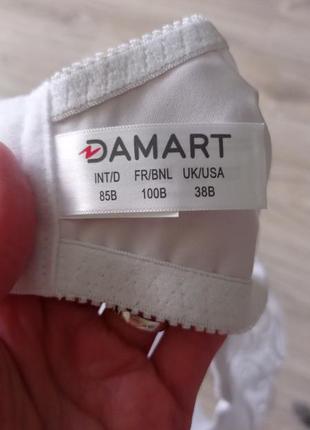 DAMART
INT/D FR/BNL UK/USA
85B 100B 38B